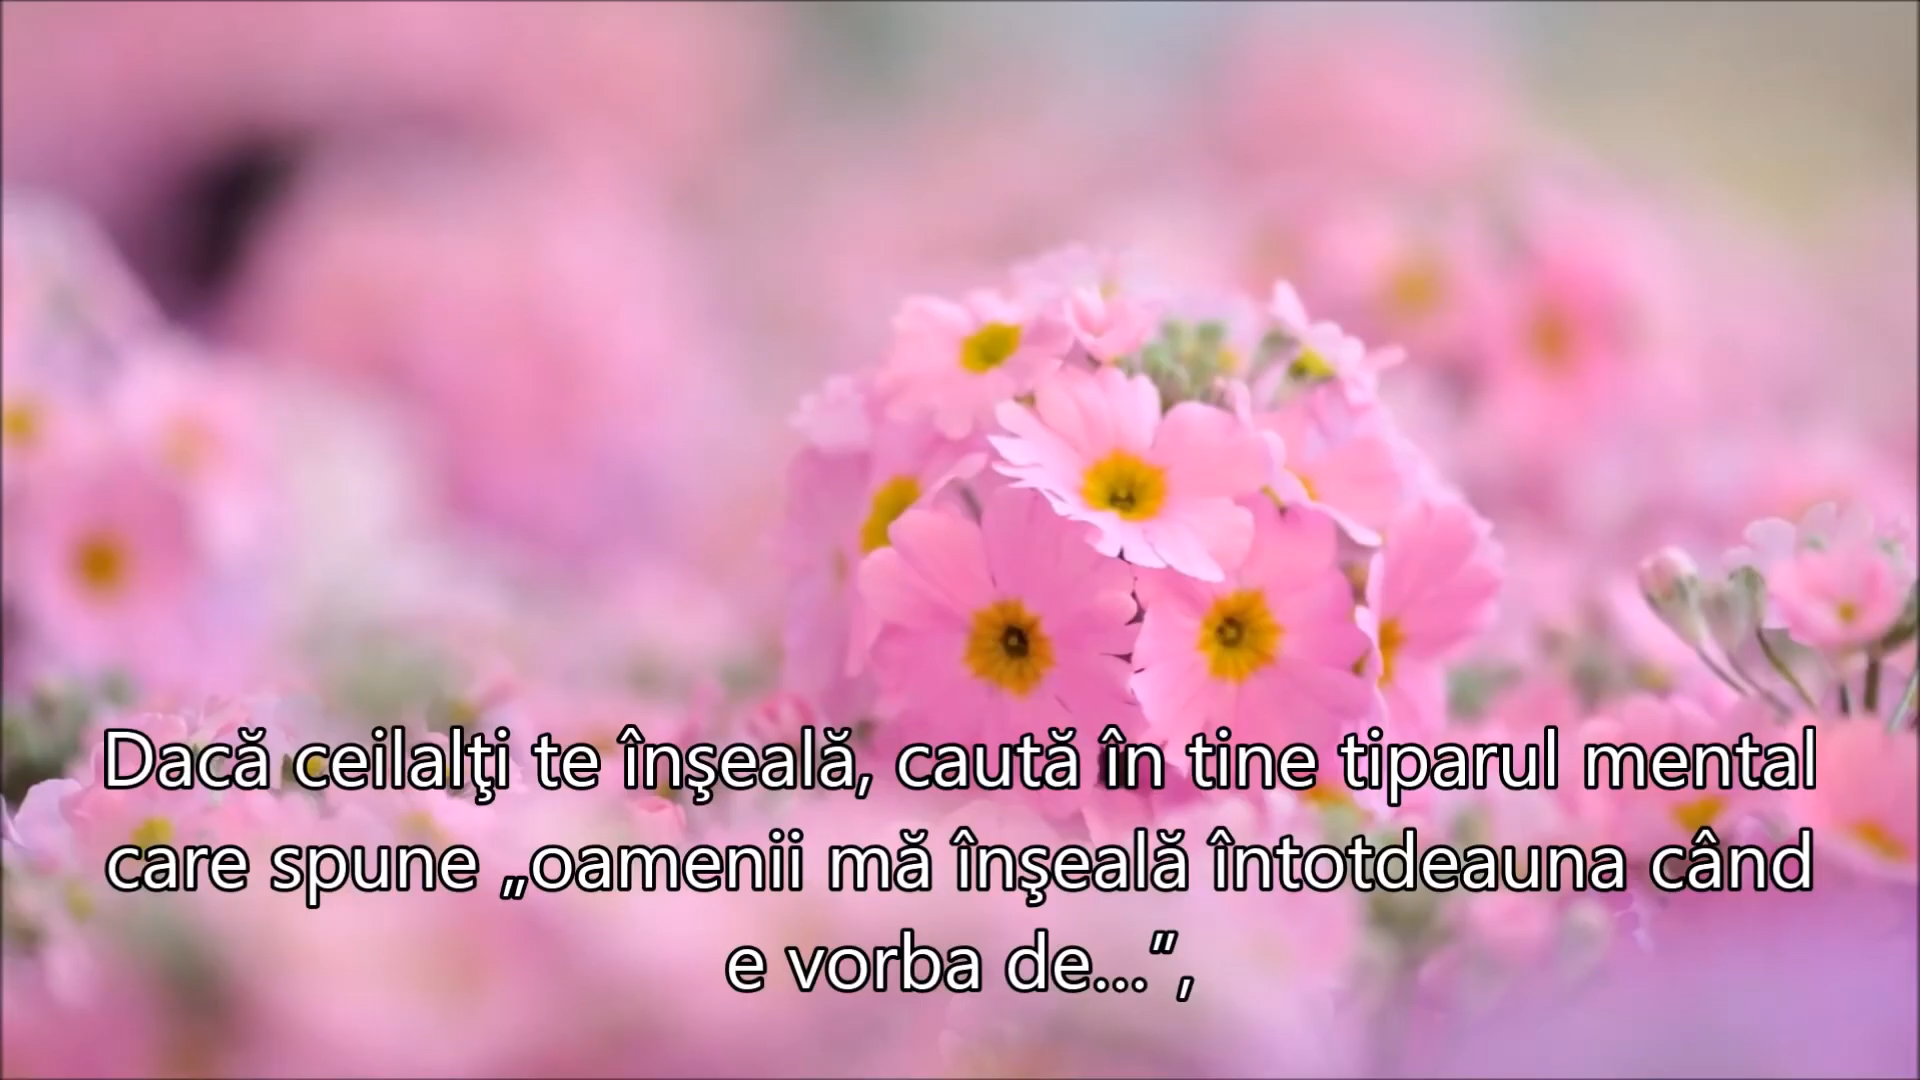 Dacă ceilalţi te înşeală, caută în tine tiparul mental
care spune „oamenii mă înşeală întotdeauna când
e vorba de...”,